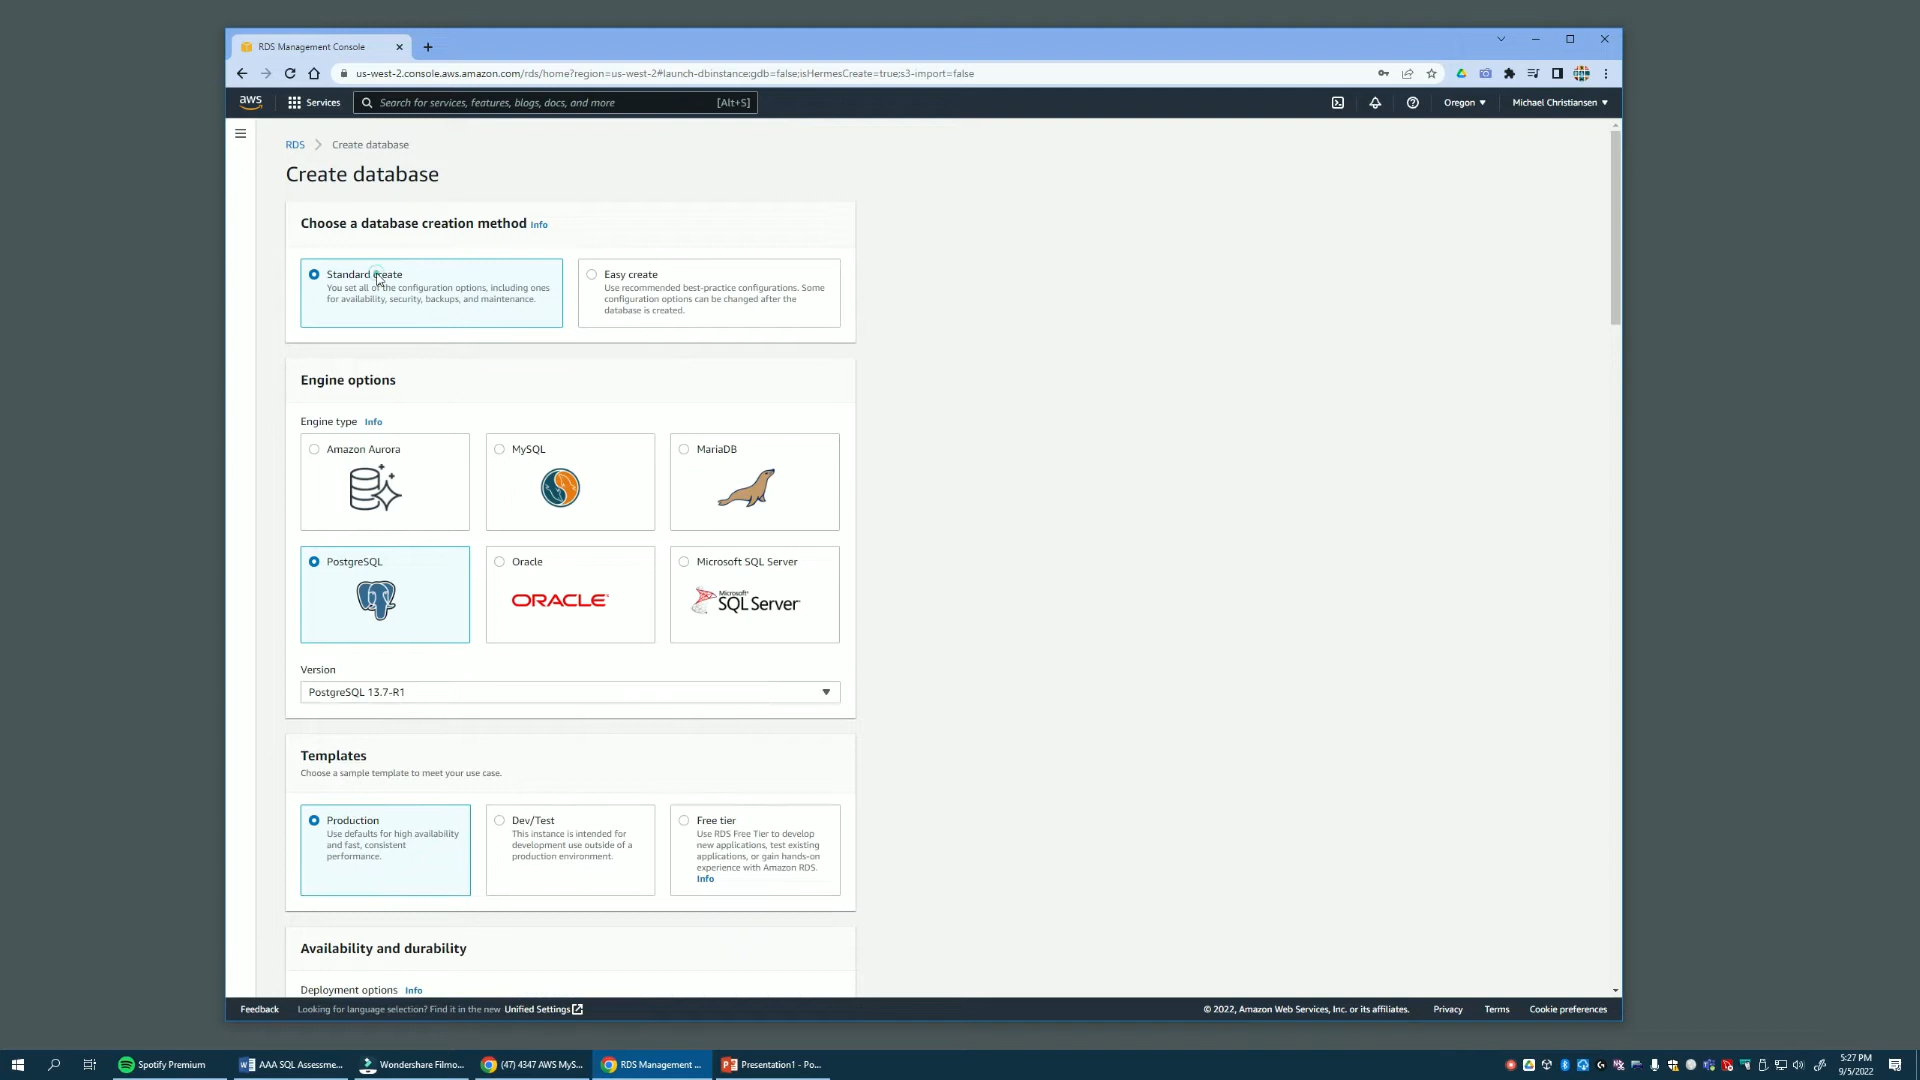 RDS Management Console
us-west-2.console.aws.amazon.com/rds/home?region=us-west-2#launch-dbinstance:gdb=false;isHermesCreate=true;s3-import=false
aws
Services
Search for services, features, blogs, docs, and more
[Alt+S]
Oregon
Michael Christiansen
RDS
Create database
Create database
Choose a database creation method Info
Standard create
You set all of the configuration options, including ones
for availability, security, backups, and maintenance.
Easy create
Use recommended best-practice configurations. Some
configuration options can be changed after the
database is created.
Engine options
Engine type Info
Amazon Aurora
MySQL
MariaDB
PostgreSQL
Oracle
ORACLE
Microsoft SQL Server
Microsoft
SQL Server
Version
PostgreSQL 13.7-R1
Templates
Choose a sample template to meet your use case.
Production
Use defaults for high availability
and fast, consistent
performance.
Dev/Test
This instance is intended for
development use outside of a
production environment.
Free tier
Use RDS Free Tier to develop
new applications, test existing
applications, or gain hands-on
experience with Amazon RDS.
Info
Availability and durability
Deployment options Info
Feedback
Looking for language selection? Find it in the new Unified Settings
© 2022, Amazon Web Services, Inc. or its affiliates.
Privacy
Terms
Cookie preferences
Spotify Premium
AAA SQL Assessme...
Wondershare Filmo...
(47) 4347 AWS MyS...
RDS Management ...
Presentation1 - Po...
5:27 PM
9/5/2022